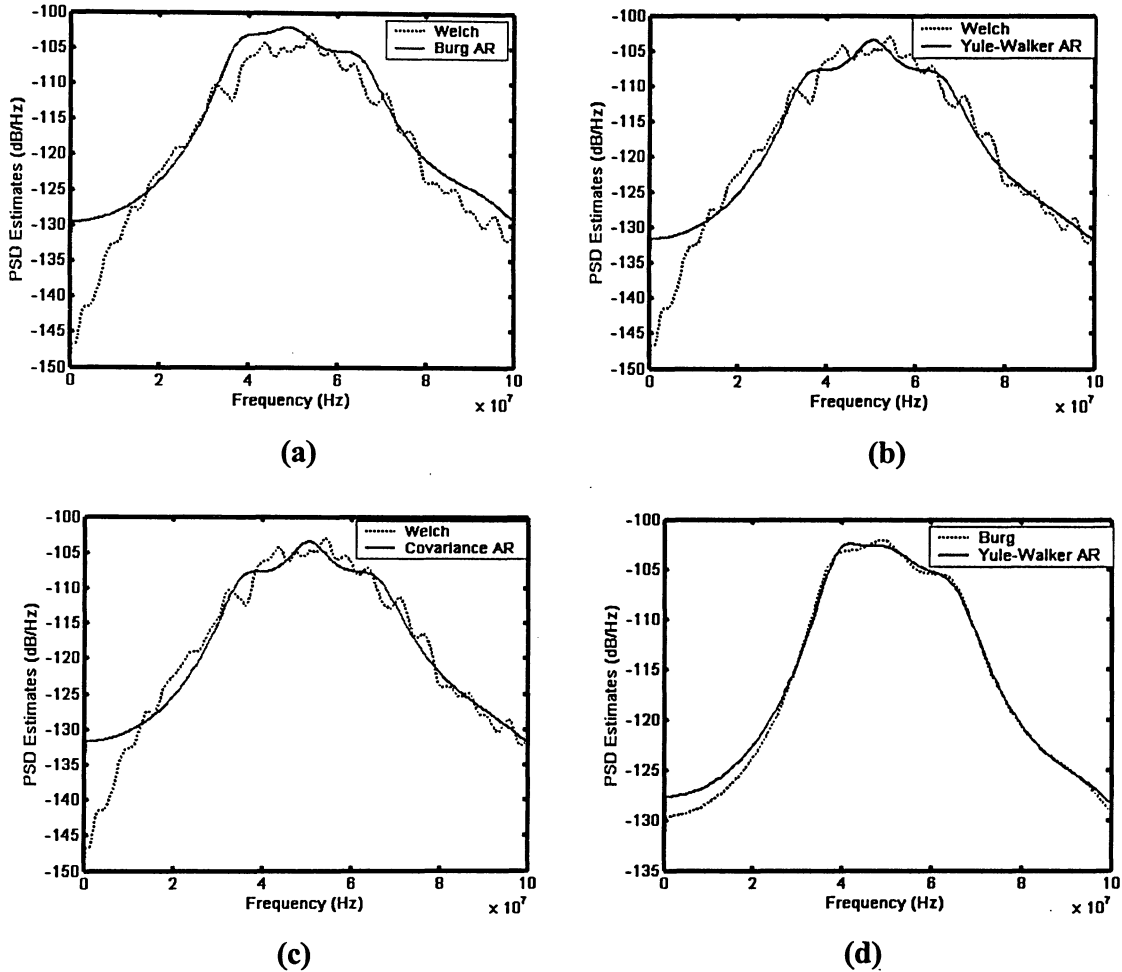 -100
-105
-110
-115
-120
-125
-130
-135
-140
-145
-150
PSD Estimates (dB/Hz)
Welch
Burg AR
0 2 4 6 8 10
Frequency (Hz)
x 10^7
(a)
-100
-105
-110
-115
-120
-125
-130
-135
-140
-145
-150
PSD Estimates (dB/Hz)
Welch
Yule-Walker AR
0 2 4 6 8 10
Frequency (Hz)
x 10^7
(b)
-100
-105
-110
-115
-120
-125
-130
-135
-140
-145
-150
PSD Estimates (dB/Hz)
Welch
Covariance AR
0 2 4 6 8 10
Frequency (Hz)
x 10^7
(c)
-100
-105
-110
-115
-120
-125
-130
-135
PSD Estimates (dB/Hz)
Burg
Yule-Walker AR
0 2 4 6 8 10
Frequency (Hz)
x 10^7
(d)